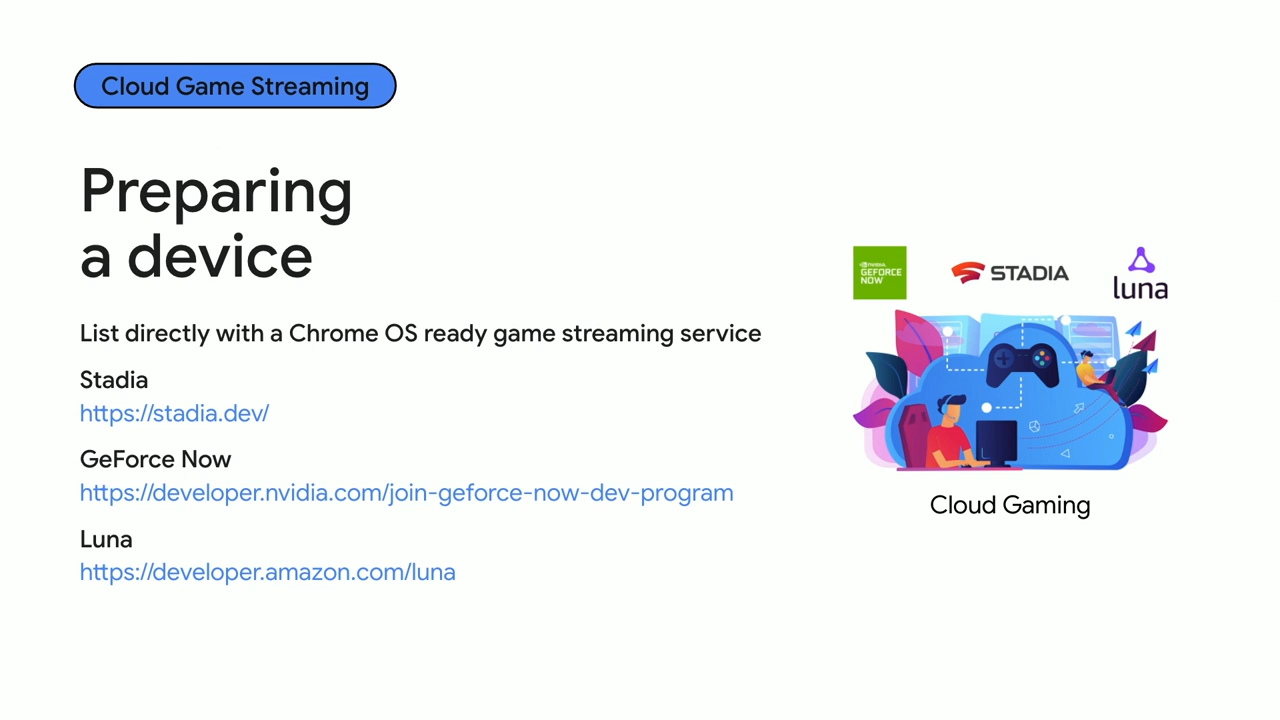 Cloud Game Streaming
Preparing
a device
List directly with a Chrome OS ready game streaming service
Stadia
https://stadia.dev/
GeForce Now
https://developer.nvidia.com/join-geforce-now-dev-program
Luna
https://developer.amazon.com/luna
NVIDIA
GEFORCE
NOW
STADIA
luna
Cloud Gaming